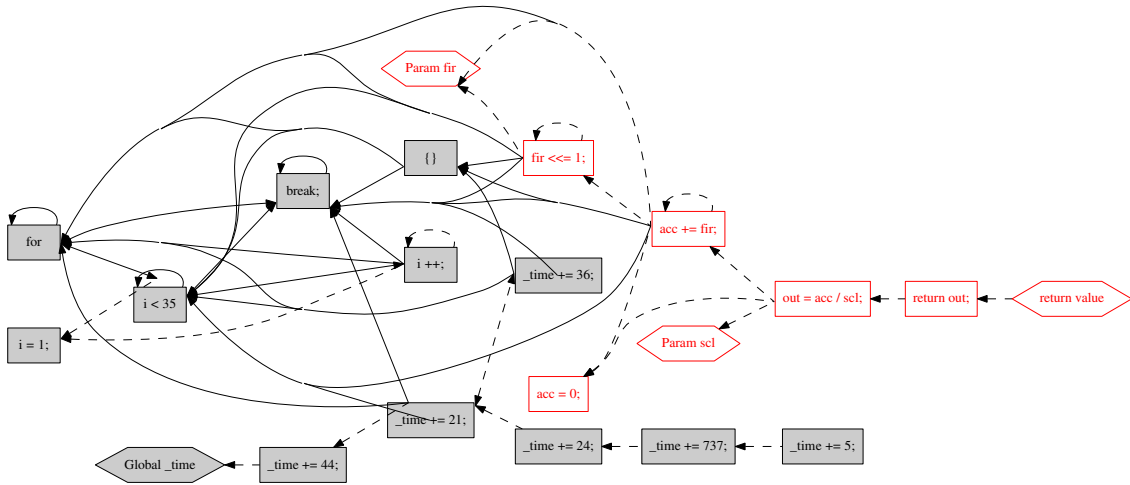 Param fir
{}
fir <<= 1;
break;
for
acc += fir;
i ++;
_time += 36;
i < 35
out = acc / scl;
return out;
return value
i = 1;
Param scl
acc = 0;
_time += 21;
_time += 24;
_time += 737;
_time += 5;
Global _time
_time += 44;